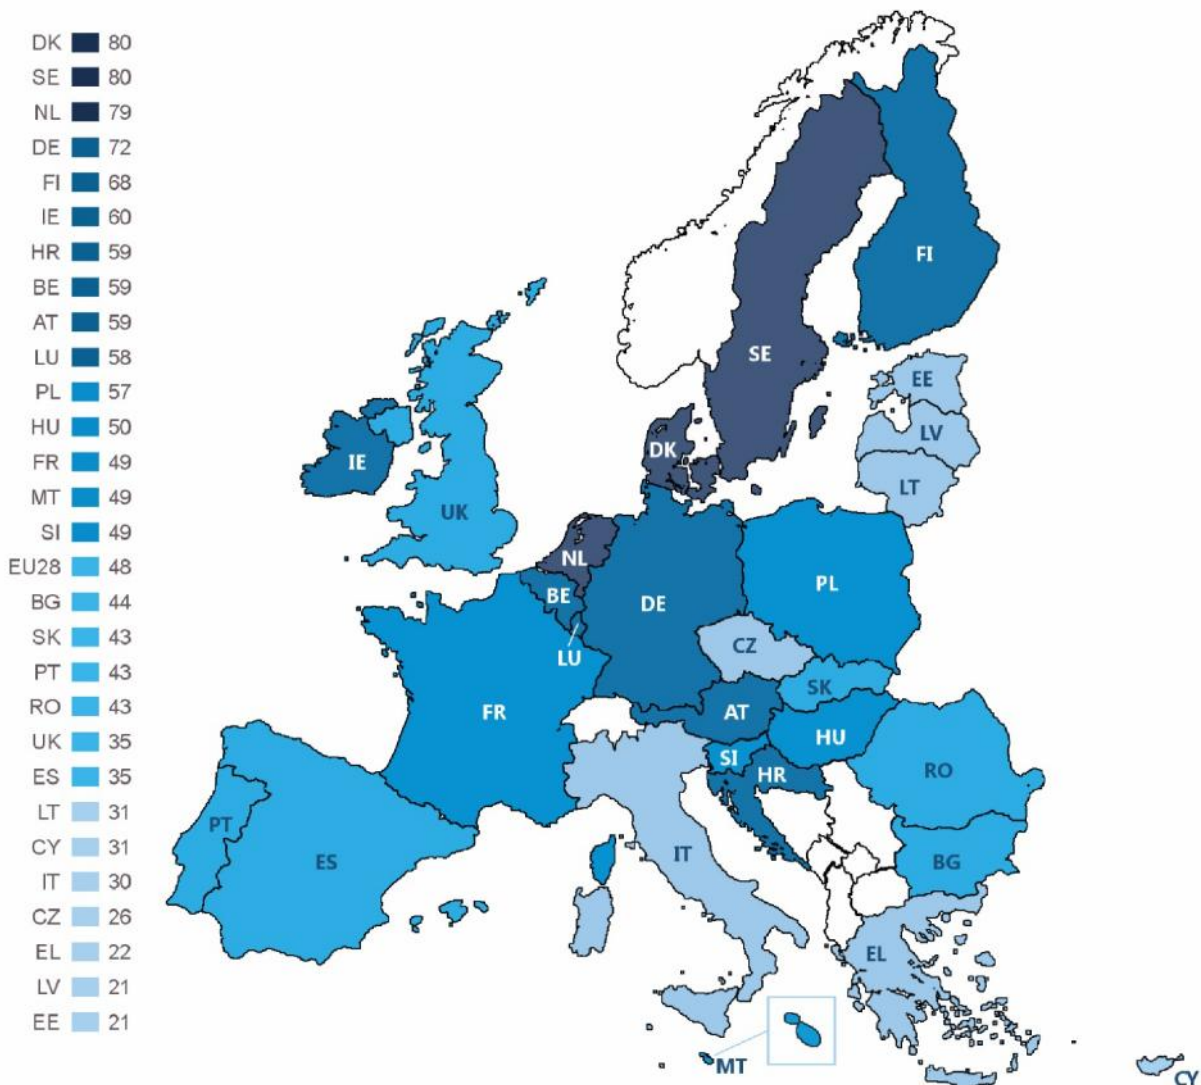 DK 80
SE 80
NL 79
DE 72
FI 68
IE 60
HR 59
BE 59
AT 59
LU 58
PL 57
HU 50
FR 49
MT 49
SI 49
EU28 48
BG 44
SK 43
PT 43
RO 43
UK 35
ES 35
LT 31
CY 31
IT 30
CZ 26
EL 22
LV 21
EE 21
FI
SE
EE
LV
LT
DK
IE
UK
NL
BE
DE
PL
LU
CZ
SK
FR
AT
HU
SI
HR
RO
PT
ES
IT
BG
EL
MT
CY